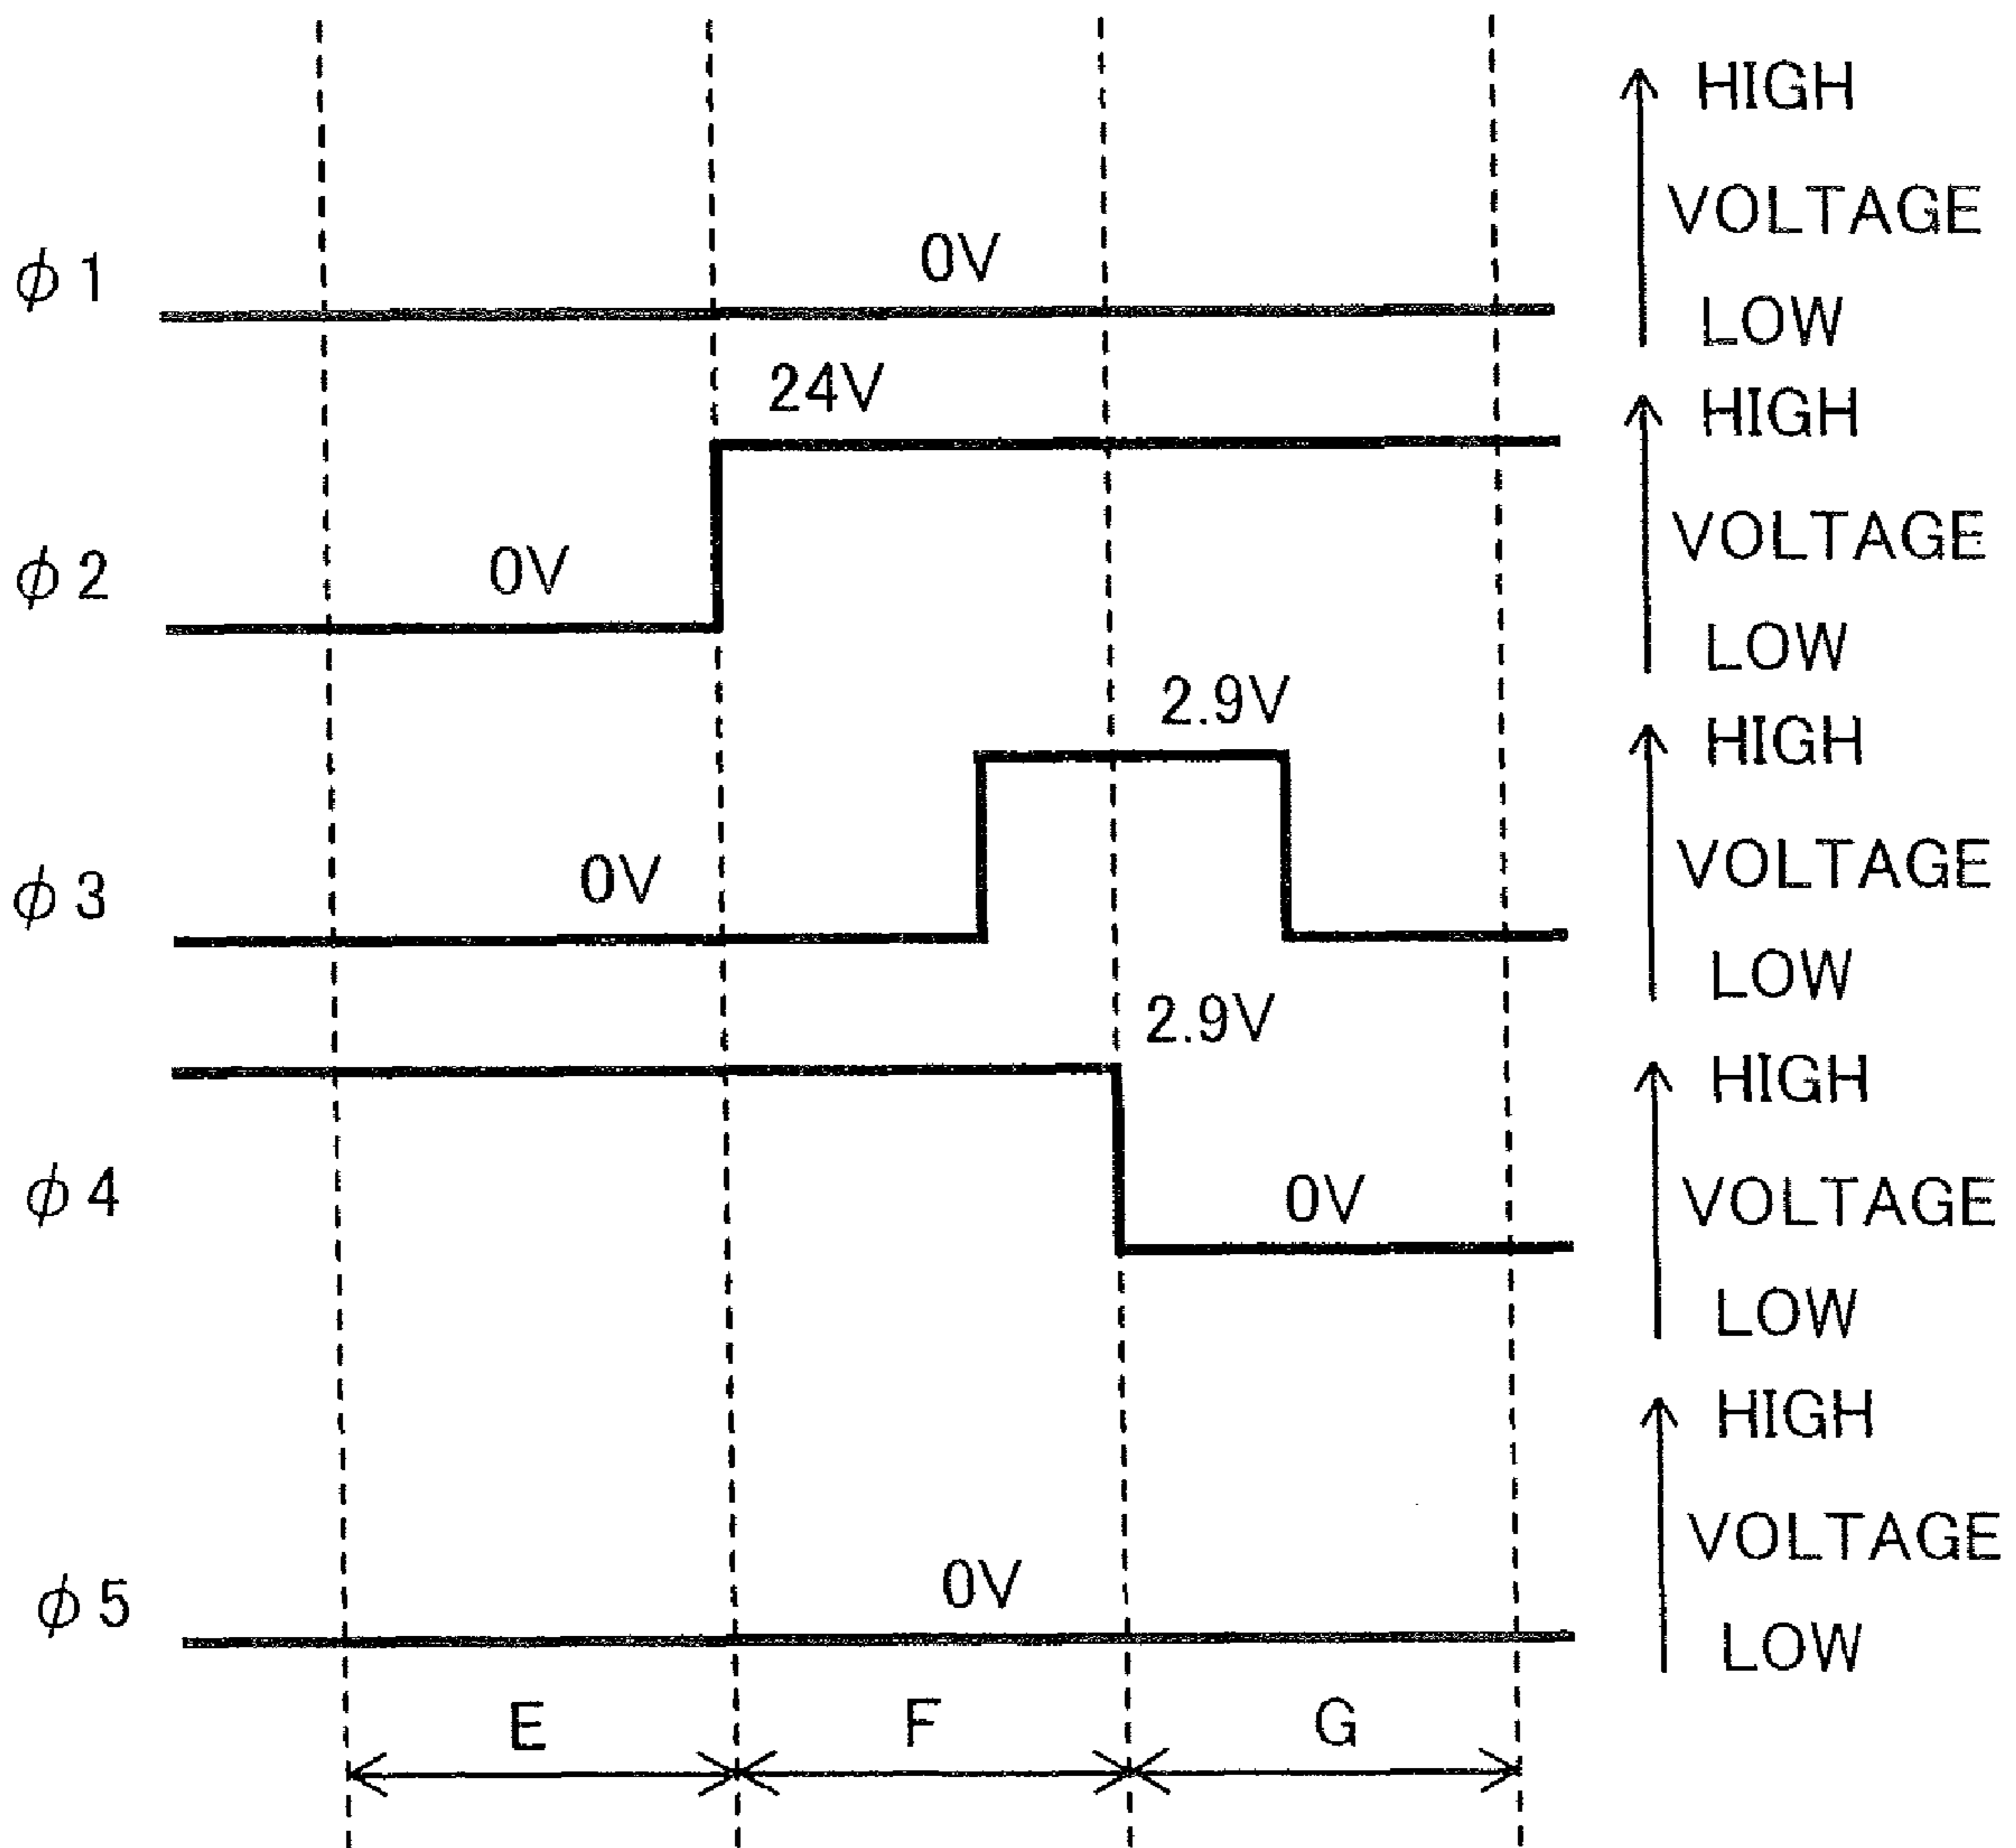 HIGH
VOLTAGE
LOW
φ1
0V
HIGH
VOLTAGE
LOW
φ2
24V
0V
HIGH
VOLTAGE
LOW
φ3
2.9V
0V
HIGH
VOLTAGE
LOW
φ4
2.9V
0V
HIGH
VOLTAGE
LOW
φ5
0V
E F G